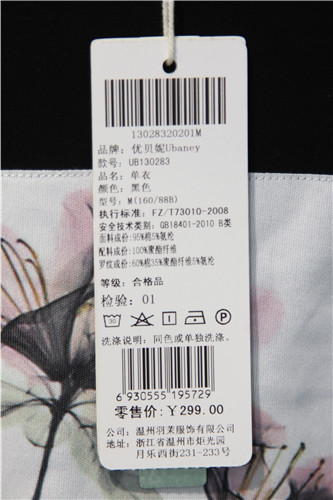 13028320201M
品牌：优贝妮Ubaney
款号：UB130283
品名：单衣
颜色：黑色
型号：M(160/88B)
执行标准：FZ/T73010-2008
安全技术类别：GB18401-2010 B类
面料成份：95%棉5%氨纶
配料成份：100%聚酯纤维
罗纹成份：60%棉35%聚酯纤维5%氨纶
等级：合格品
检验：01
洗涤说明：同色或单独洗涤。
6 930555 195729
零售价：￥299.00
公司：温州羽茉服饰有限公司
地址：浙江省温州市炬光园
月乐西街231-233号